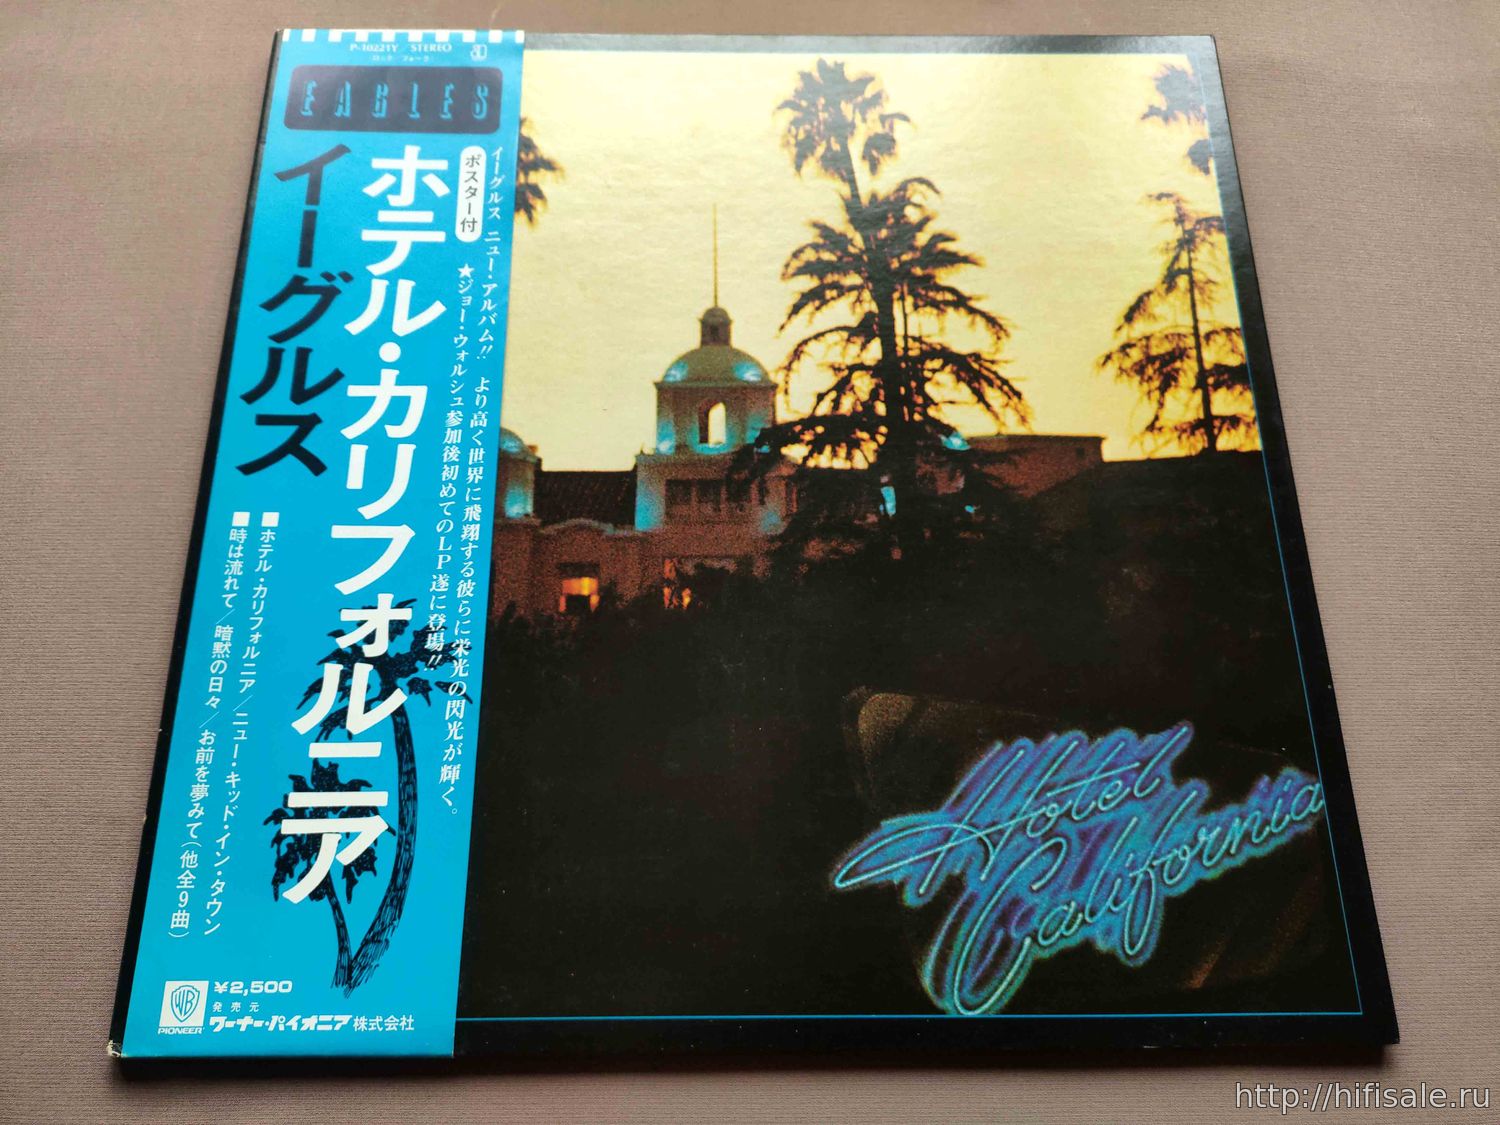 P-10221Y／STEREO
ロック フォーク
EAGLES
イーグルス ニュー・アルバム!! より高く世界に飛翔する彼らに栄光の閃光が輝く。
ポスター付
★ジョー・ウォルシュ参加後初めてのLP遂に登場!!
ホテル・カリフォルニア
イーグルス
■ホテル・カリフォルニア／ニュー・キッド・イン・タウン
■時は流れて／暗黙の日々／お前を夢みて(他全9曲)
WB
PIONEER
¥2,500
発売元
ワーナー・パイオニア株式会社
Hotel
California
http://hifisale.ru